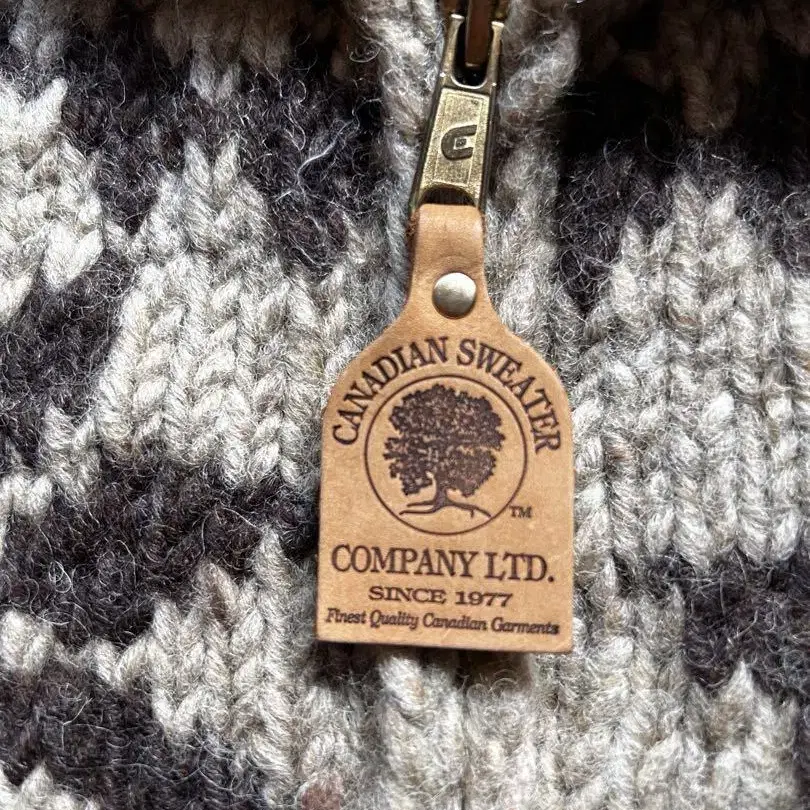 CANADIAN SWEATER
TM
COMPANY LTD.
SINCE 1977
Finest Quality Canadian Garments